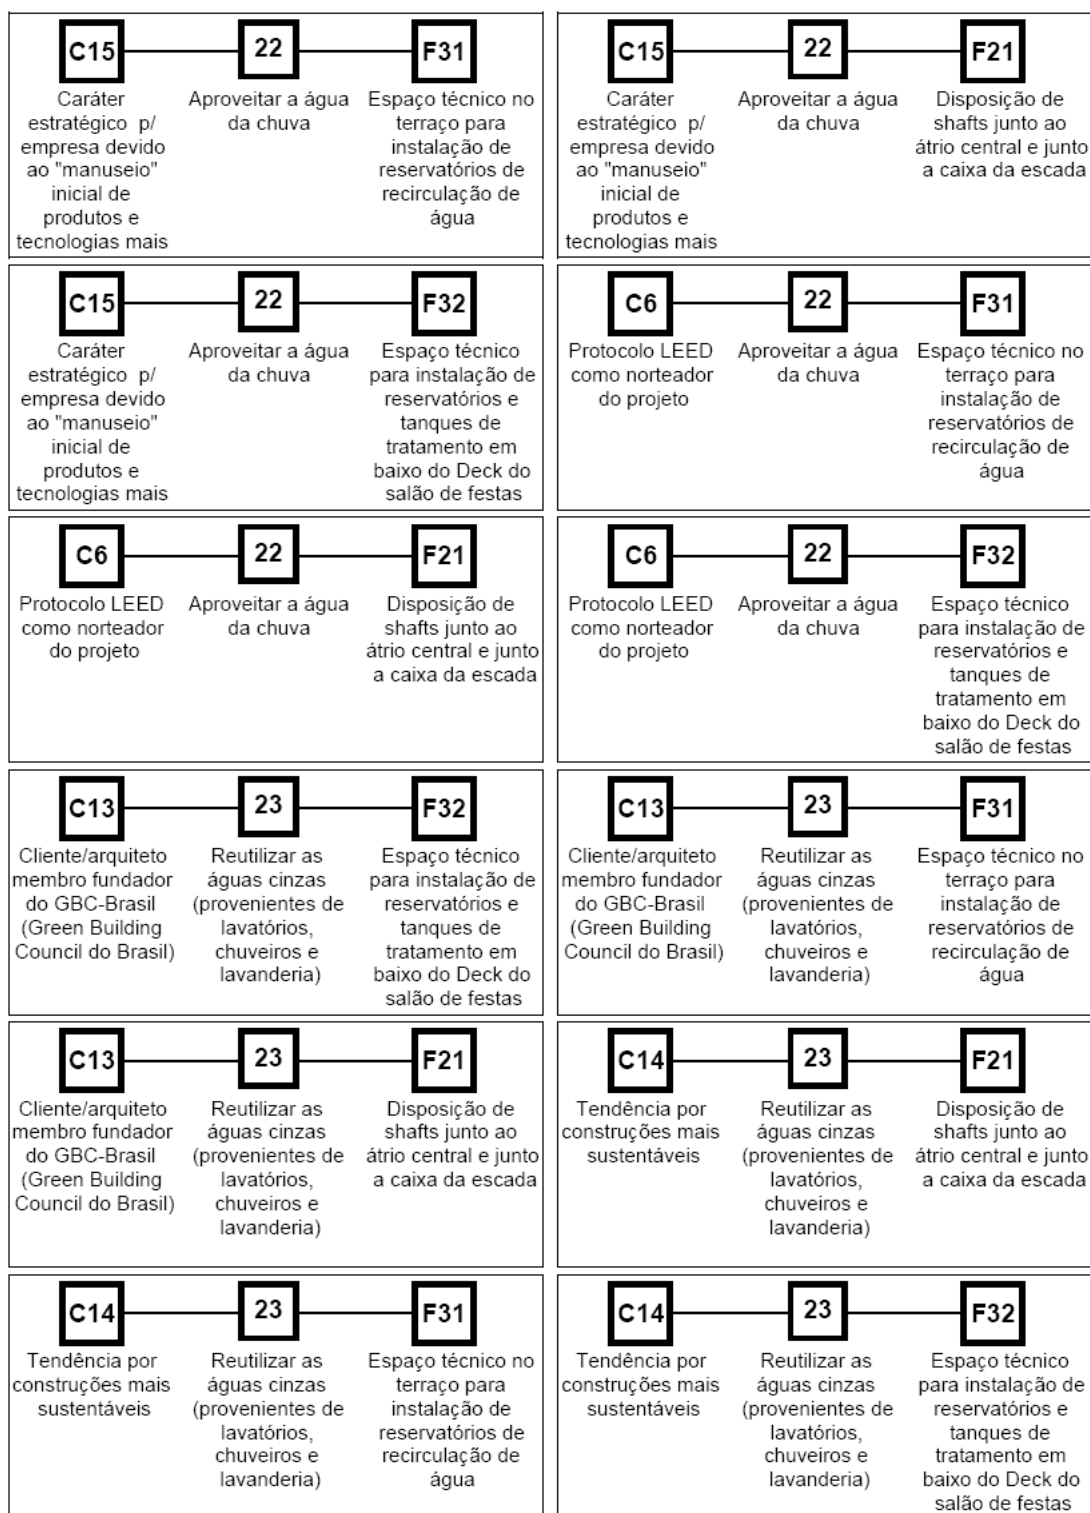 C15
22
F31
Caráter
estratégico p/
empresa devido
ao "manuseio"
inicial de
produtos e
tecnologias mais
Aproveitar a água
da chuva
Espaço técnico no
terraço para
instalação de
reservatórios de
recirculação de
água
C15
22
F21
Caráter
estratégico p/
empresa devido
ao "manuseio"
inicial de
produtos e
tecnologias mais
Aproveitar a água
da chuva
Disposição de
shafts junto ao
átrio central e junto
a caixa da escada
C15
22
F32
Caráter
estratégico p/
empresa devido
ao "manuseio"
inicial de
produtos e
tecnologias mais
Aproveitar a água
da chuva
Espaço técnico
para instalação de
reservatórios e
tanques de
tratamento em
baixo do Deck do
salão de festas
C6
22
F31
Protocolo LEED
como norteador
do projeto
Aproveitar a água
da chuva
Espaço técnico no
terraço para
instalação de
reservatórios de
recirculação de
água
C6
22
F21
Protocolo LEED
como norteador
do projeto
Aproveitar a água
da chuva
Disposição de
shafts junto ao
átrio central e junto
a caixa da escada
C6
22
F32
Protocolo LEED
como norteador
do projeto
Aproveitar a água
da chuva
Espaço técnico
para instalação de
reservatórios e
tanques de
tratamento em
baixo do Deck do
salão de festas
C13
23
F32
Cliente/arquiteto
membro fundador
do GBC-Brasil
(Green Building
Council do Brasil)
Reutilizar as
águas cinzas
(provenientes de
lavatórios,
chuveiros e
lavanderia)
Espaço técnico
para instalação de
reservatórios e
tanques de
tratamento em
baixo do Deck do
salão de festas
C13
23
F31
Cliente/arquiteto
membro fundador
do GBC-Brasil
(Green Building
Council do Brasil)
Reutilizar as
águas cinzas
(provenientes de
lavatórios,
chuveiros e
lavanderia)
Espaço técnico no
terraço para
instalação de
reservatórios de
recirculação de
água
C13
23
F21
Cliente/arquiteto
membro fundador
do GBC-Brasil
(Green Building
Council do Brasil)
Reutilizar as
águas cinzas
(provenientes de
lavatórios,
chuveiros e
lavanderia)
Disposição de
shafts junto ao
átrio central e junto
a caixa da escada
C14
23
F21
Tendência por
construções mais
sustentáveis
Reutilizar as
águas cinzas
(provenientes de
lavatórios,
chuveiros e
lavanderia)
Disposição de
shafts junto ao
átrio central e junto
a caixa da escada
C14
23
F31
Tendência por
construções mais
sustentáveis
Reutilizar as
águas cinzas
(provenientes de
lavatórios,
chuveiros e
lavanderia)
Espaço técnico no
terraço para
instalação de
reservatórios de
recirculação de
água
C14
23
F32
Tendência por
construções mais
sustentáveis
Reutilizar as
águas cinzas
(provenientes de
lavatórios,
chuveiros e
lavanderia)
Espaço técnico
para instalação de
reservatórios e
tanques de
tratamento em
baixo do Deck do
salão de festas